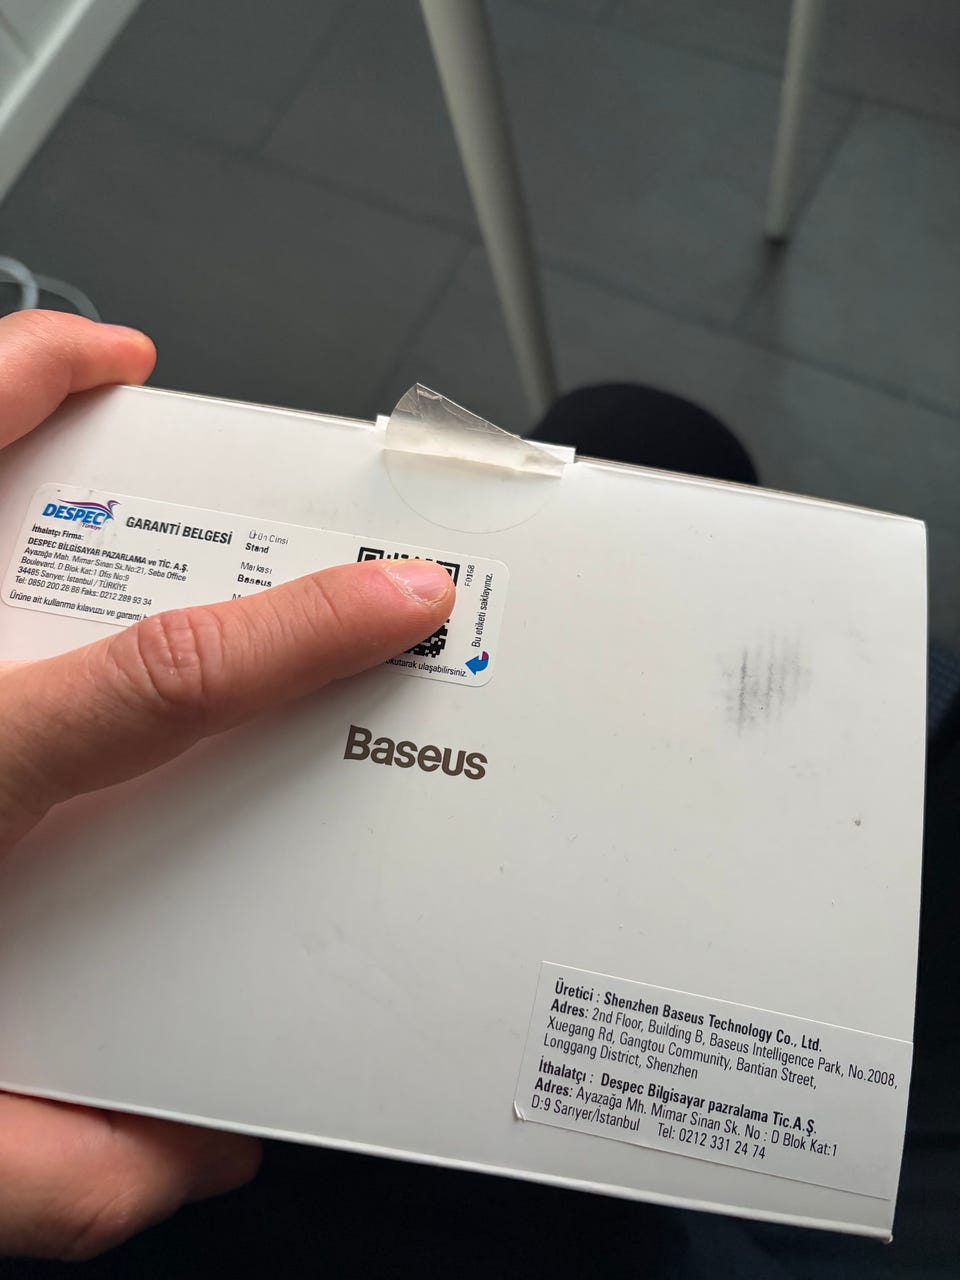 DESPEC
Türkiye
GARANTİ BELGESİ
İthalatçı Firma:
DESPEC BİLGİSAYAR PAZARLAMA ve TİC. A.Ş.
Ayazağa Mah. Mimar Sinan Sk.No:21, Seba Office
Boulevard, D Blok Kat:1 Ofis No:9
34485 Sarıyer, İstanbul / TÜRKİYE
Tel: 0850 200 28 88 Faks: 0212 289 93 34
Ürüne ait kullanma kılavuzu ve garanti
Ürün Cinsi
Stand
Markası
Baseus
okutarak ulaşabilirsiniz.
F0168
Bu etiketi saklayınız.
Baseus
Üretici : Shenzhen Baseus Technology Co., Ltd.
Adres: 2nd Floor, Building B, Baseus Intelligence Park, No.2008,
Xuegang Rd, Gangtou Community, Bantian Street,
Longgang District, Shenzhen
İthalatçı : Despec Bilgisayar pazralama Tic.A.Ş.
Adres: Ayazağa Mh. Mimar Sinan Sk. No : D Blok Kat:1
D:9 Sarıyer/İstanbul Tel: 0212 331 24 74